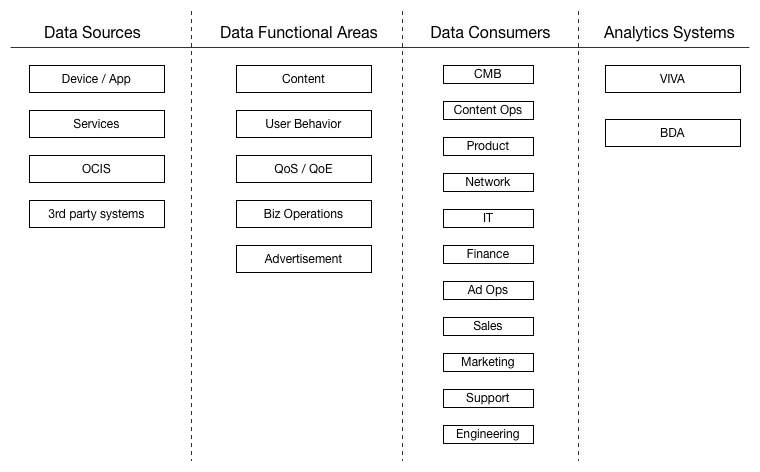 Data Sources
Data Functional Areas
Data Consumers
Analytics Systems
Device / App
Services
OCIS
3rd party systems
Content
User Behavior
QoS / QoE
Biz Operations
Advertisement
CMB
Content Ops
Product
Network
IT
Finance
Ad Ops
Sales
Marketing
Support
Engineering
VIVA
BDA